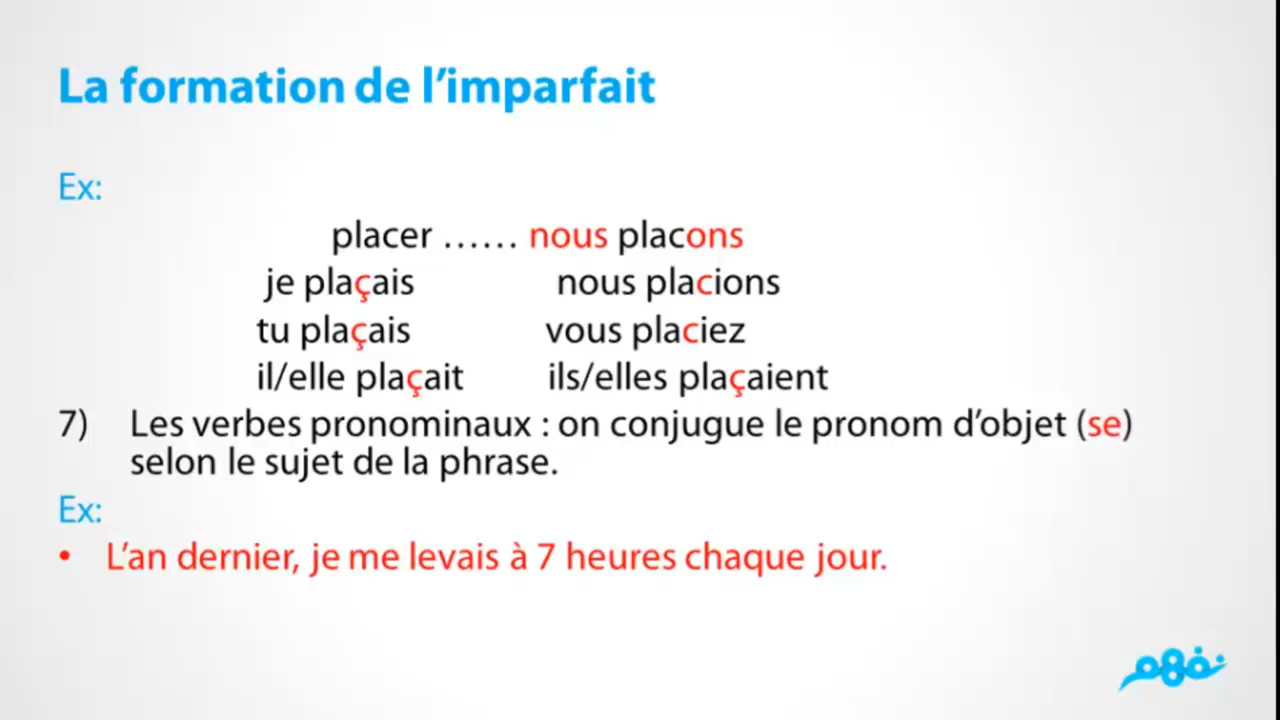 La formation de l’imparfait
Ex:
placer …… nous placons
je plaçais nous placions
tu plaçais vous placiez
il/elle plaçait ils/elles plaçaient
7) Les verbes pronominaux : on conjugue le pronom d’objet (se)
selon le sujet de la phrase.
Ex:
• L’an dernier, je me levais à 7 heures chaque jour.
نفهم